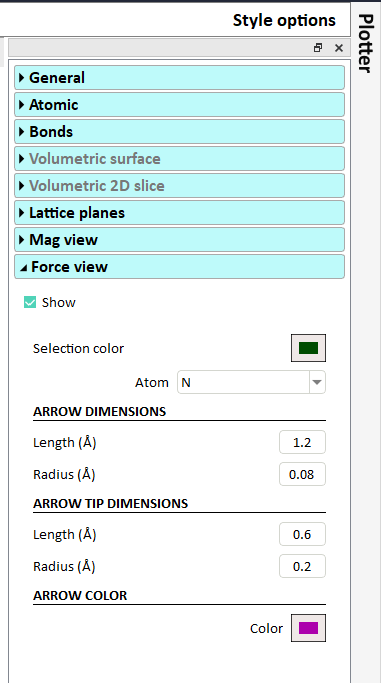 Style options
Plotter
General
Atomic
Bonds
Volumetric surface
Volumetric 2D slice
Lattice planes
Mag view
Force view
Show
Selection color
Atom N
ARROW DIMENSIONS
Length (Å) 1.2
Radius (Å) 0.08
ARROW TIP DIMENSIONS
Length (Å) 0.6
Radius (Å) 0.2
ARROW COLOR
Color